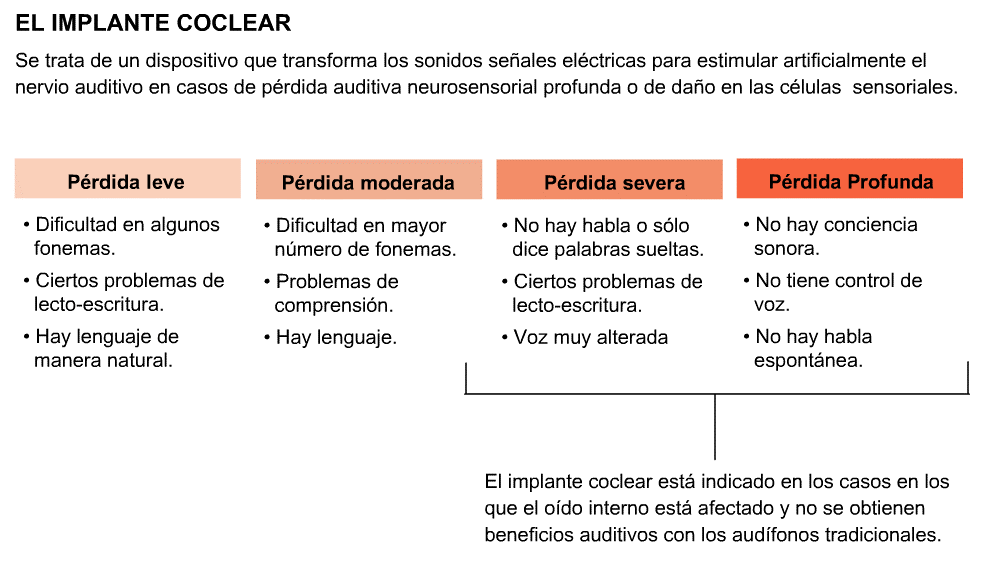 EL IMPLANTE COCLEAR
Se trata de un dispositivo que transforma los sonidos señales eléctricas para estimular artificialmente el
nervio auditivo en casos de pérdida auditiva neurosensorial profunda o de daño en las células  sensoriales.
Pérdida leve
• Dificultad en algunos
fonemas.
• Ciertos problemas de
lecto-escritura.
• Hay lenguaje de
manera natural.
Pérdida moderada
• Dificultad en mayor
número de fonemas.
• Problemas de
comprensión.
• Hay lenguaje.
Pérdida severa
• No hay habla o sólo
dice palabras sueltas.
• Ciertos problemas de
lecto-escritura.
• Voz muy alterada
Pérdida Profunda
• No hay conciencia
sonora.
• No tiene control de
voz.
• No hay habla
espontánea.
El implante coclear está indicado en los casos en los
que el oído interno está afectado y no se obtienen
beneficios auditivos con los audífonos tradicionales.